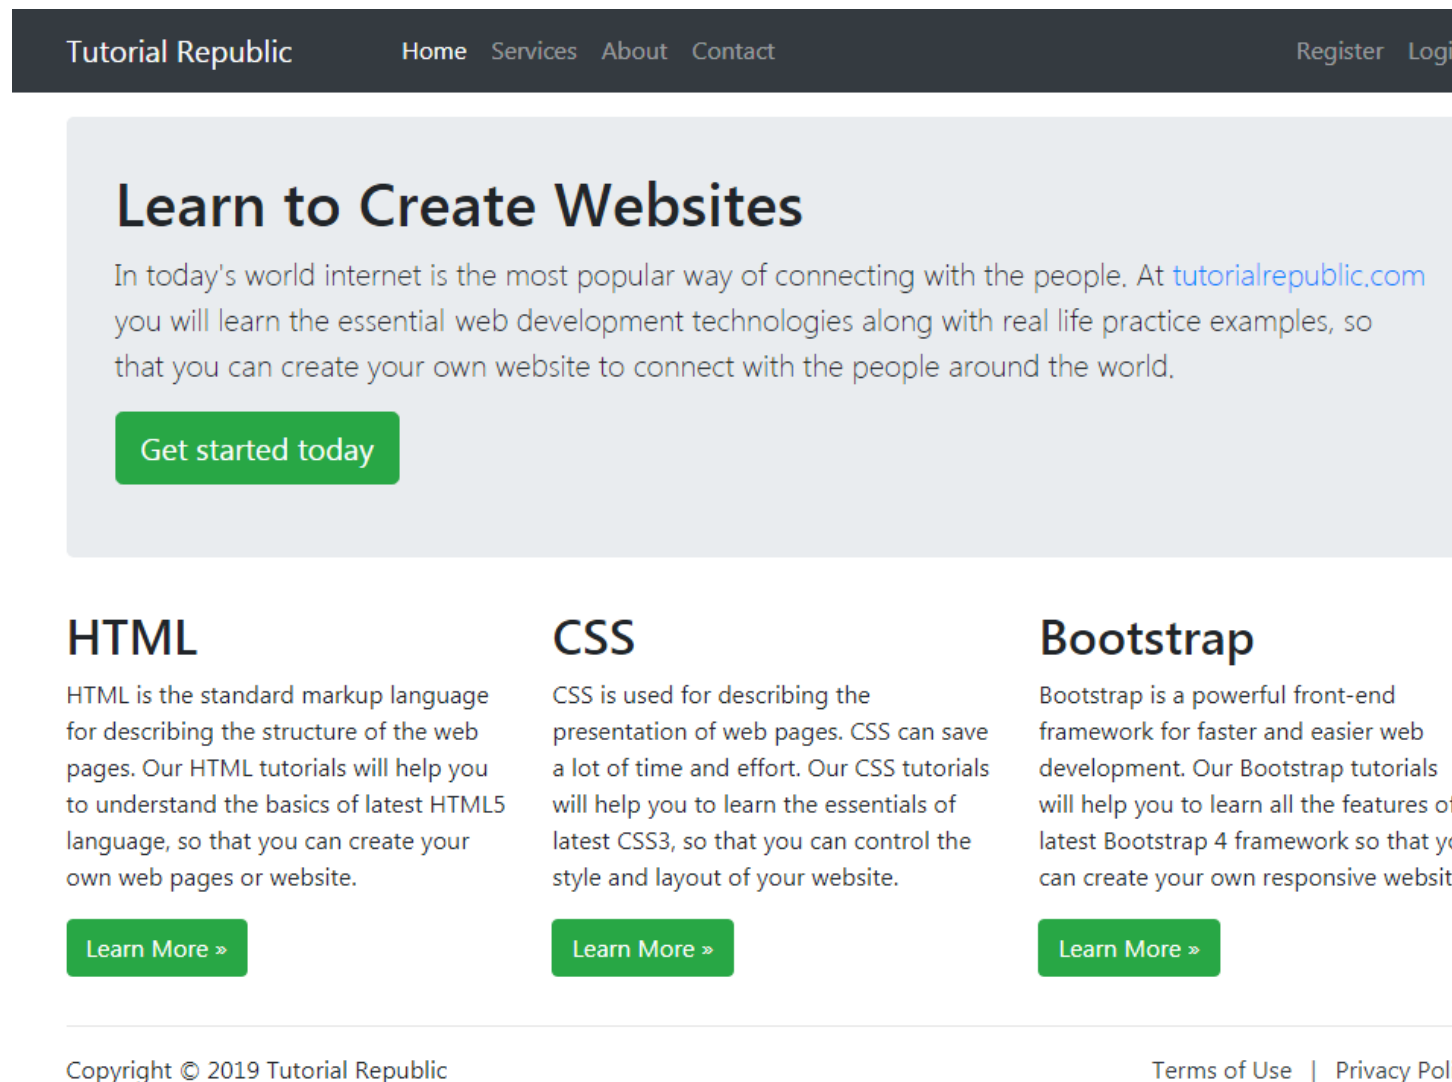 Tutorial Republic Home Services About Contact Register
Learn to Create Websites
In today's world internet is the most popular way of connecting with the people. At tutorialrepublic.com
you will learn the essential web development technologies along with real life practice examples, so
that you can create your own website to connect with the people around the world.
Get started today
HTML
HTML is the standard markup language
for describing the structure of the web
pages. Our HTML tutorials will help you
to understand the basics of latest HTML5
language, so that you can create your
own web pages or website.
Learn More »
CSS
CSS is used for describing the
presentation of web pages. CSS can save
a lot of time and effort. Our CSS tutorials
will help you to learn the essentials of
latest CSS3, so that you can control the
style and layout of your website.
Learn More »
Bootstrap
Bootstrap is a powerful front-end
framework for faster and easier web
development. Our Bootstrap tutorials
will help you to learn all the features of
latest Bootstrap 4 framework so that
can create your own responsive
Learn More »
Copyright © 2019 Tutorial Republic
Terms of Use | Privacy